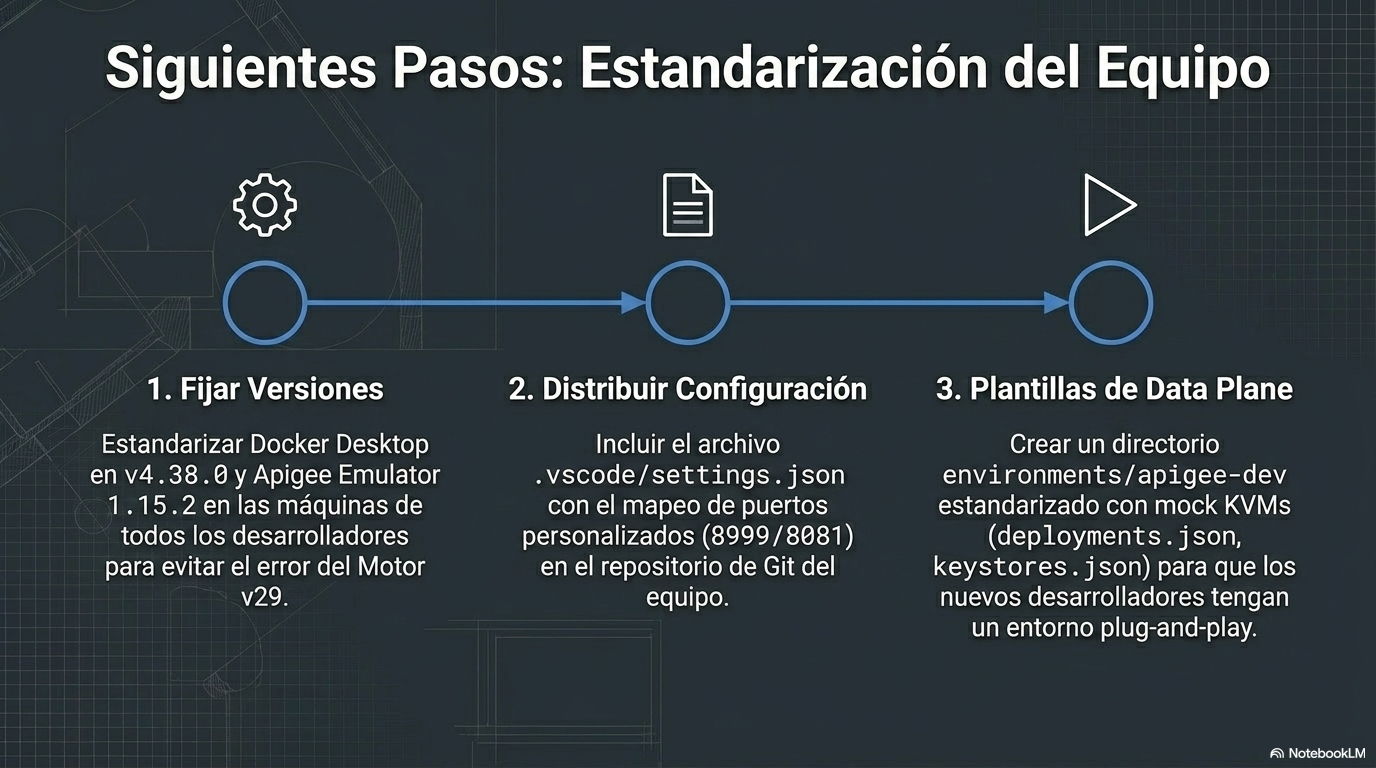 Siguientes Pasos: Estandarización del Equipo
1. Fijar Versiones
Estandarizar Docker Desktop
en v4.38.0 y Apigee Emulator
1.15.2 en las máquinas de
todos los desarrolladores
para evitar el error del Motor
v29.
2. Distribuir Configuración
Incluir el archivo
.vscode/settings.json
con el mapeo de puertos
personalizados (8999/8081)
en el repositorio de Git del
equipo.
3. Plantillas de Data Plane
Crear un directorio
environments/apigee-dev
estandarizado con mock KVMs
(deployments.json,
keystores.json) para que los
nuevos desarrolladores tengan
un entorno plug-and-play.
NotebookLM